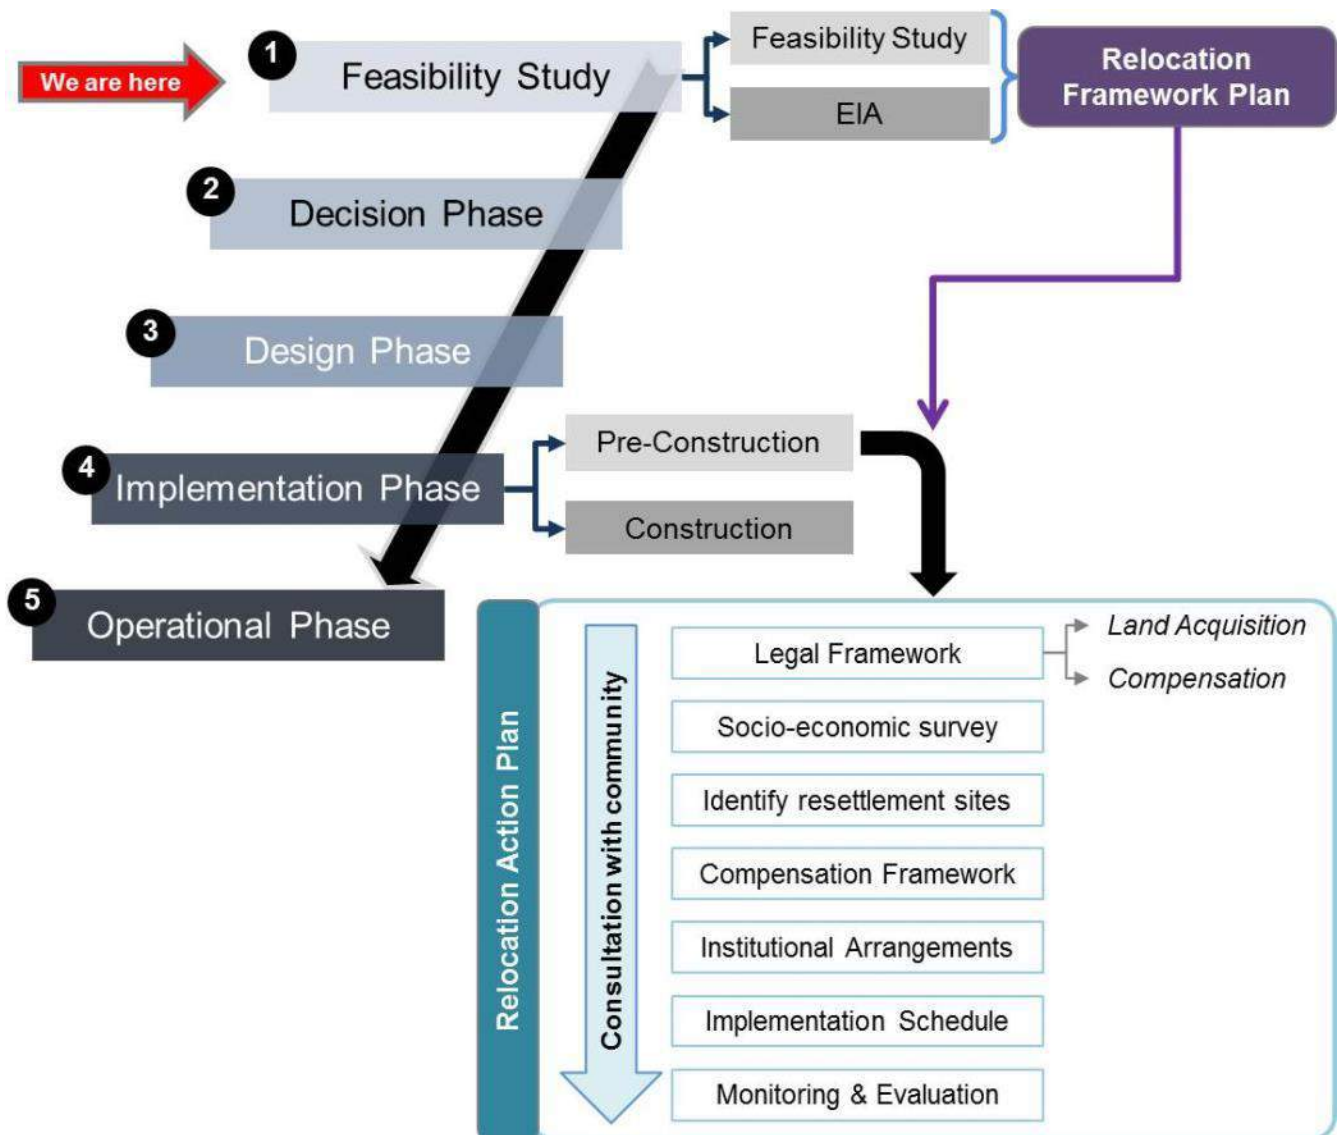 We are here
1
Feasibility Study
Feasibility Study
EIA
Relocation
Framework Plan
2
Decision Phase
3
Design Phase
4
Implementation Phase
Pre-Construction
Construction
5
Operational Phase
Relocation Action Plan
Consultation with community
Legal Framework
Land Acquisition
Compensation
Socio-economic survey
Identify resettlement sites
Compensation Framework
Institutional Arrangements
Implementation Schedule
Monitoring & Evaluation